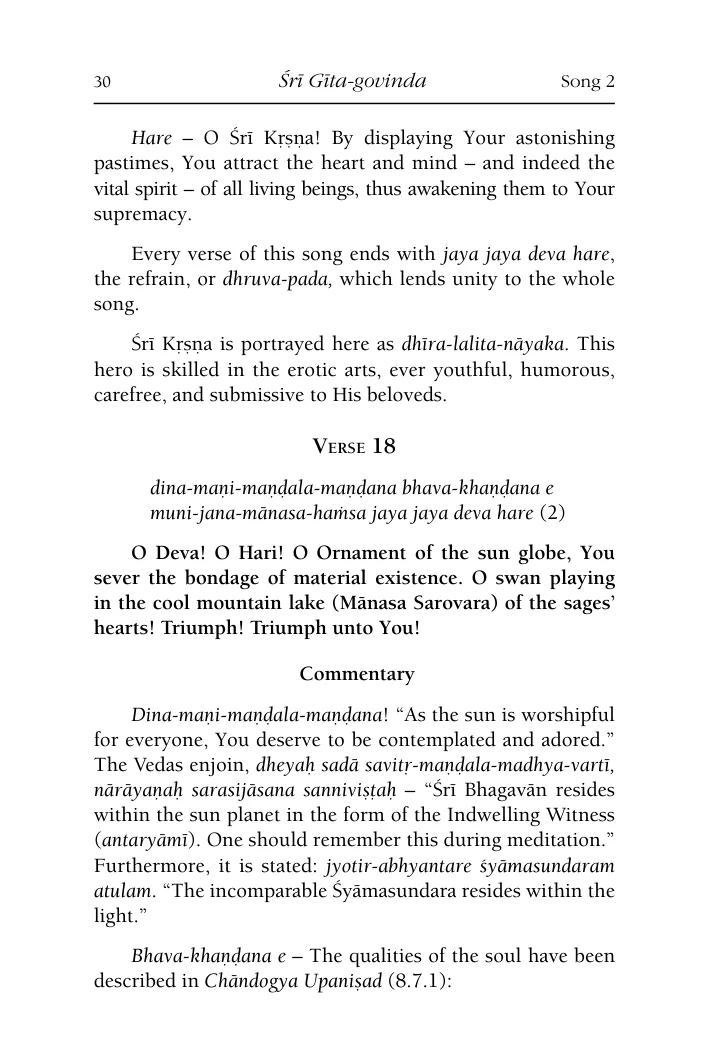 30 Śrī Gīta-govinda Song 2
Hare – O Śrī Kṛṣṇa! By displaying Your astonishing
pastimes, You attract the heart and mind – and indeed the
vital spirit – of all living beings, thus awakening them to Your
supremacy.
Every verse of this song ends with jaya jaya deva hare,
the refrain, or dhruva-pada, which lends unity to the whole
song.
Śrī Kṛṣṇa is portrayed here as dhīra-lalita-nāyaka. This
hero is skilled in the erotic arts, ever youthful, humorous,
carefree, and submissive to His beloveds.
Verse 18
dina-maṇi-maṇḍala-maṇḍana bhava-khaṇḍana e
muni-jana-mānasa-haṁsa jaya jaya deva hare (2)
O Deva! O Hari! O Ornament of the sun globe, You
sever the bondage of material existence. O swan playing
in the cool mountain lake (Mānasa Sarovara) of the sages’
hearts! Triumph! Triumph unto You!
Commentary
Dina-maṇi-maṇḍala-maṇḍana! “As the sun is worshipful
for everyone, You deserve to be contemplated and adored.”
The Vedas enjoin, dheyaḥ sadā savitṛ-maṇḍala-madhya-vartī,
nārāyaṇaḥ sarasijāsana sanniviṣṭaḥ – “Śrī Bhagavān resides
within the sun planet in the form of the Indwelling Witness
(antaryāmī). One should remember this during meditation.”
Furthermore, it is stated: jyotir-abhyantare śyāmasundaram
atulam. “The incomparable Śyāmasundara resides within the
light.”
Bhava-khaṇḍana e – The qualities of the soul have been
described in Chāndogya Upaniṣad (8.7.1):